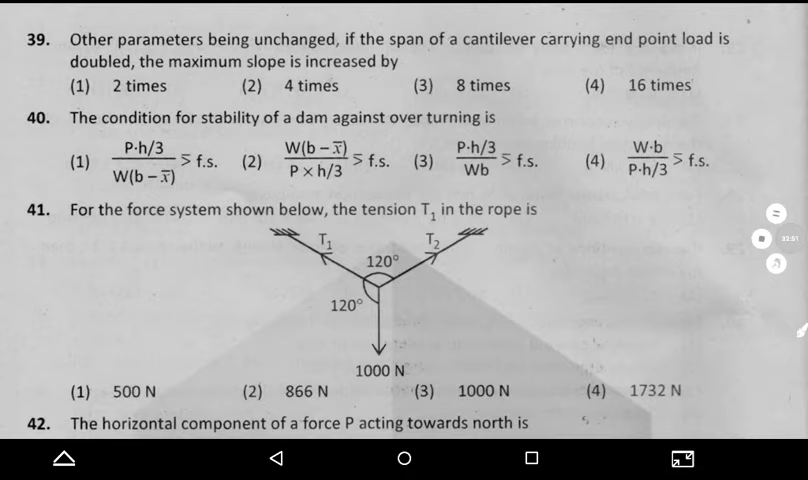 39. Other parameters being unchanged, if the span of a cantilever carrying end point load is
doubled, the maximum slope is increased by
(1) 2 times (2) 4 times (3) 8 times (4) 16 times
40. The condition for stability of a dam against over turning is
(1) P·h/3 / W(b – x̄) ⩾ f.s. (2) W(b – x̄) / P × h/3 ⩾ f.s. (3) P·h/3 / Wb ⩾ f.s. (4) W·b / P·h/3 ⩾ f.s.
41. For the force system shown below, the tension T₁ in the rope is
T₁ T₂
120°
120°
1000 N
(1) 500 N (2) 866 N (3) 1000 N (4) 1732 N
42. The horizontal component of a force P acting towards north is